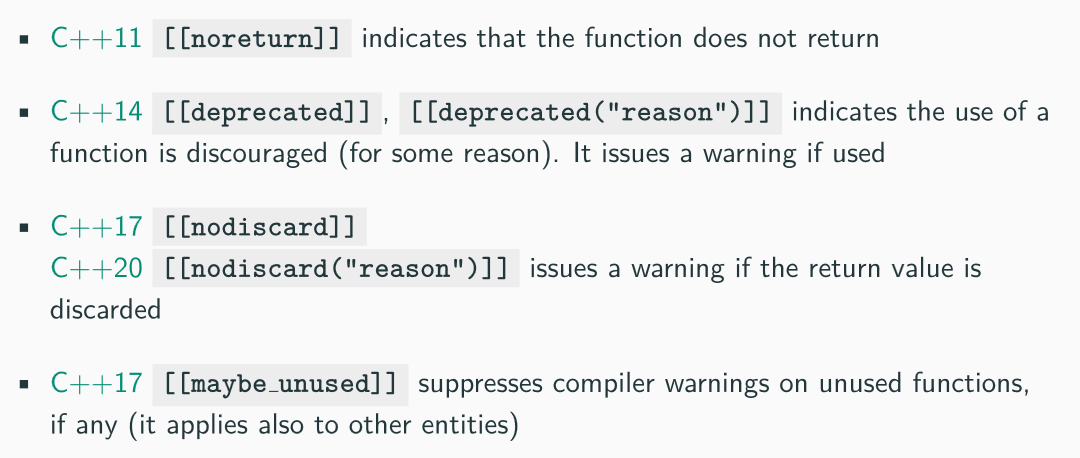 ▪ C++11 [[noreturn]] indicates that the function does not return
▪ C++14 [[deprecated]], [[deprecated("reason")]] indicates the use of a
function is discouraged (for some reason). It issues a warning if used
▪ C++17 [[nodiscard]]
C++20 [[nodiscard("reason")]] issues a warning if the return value is
discarded
▪ C++17 [[maybe_unused]] suppresses compiler warnings on unused functions,
if any (it applies also to other entities)